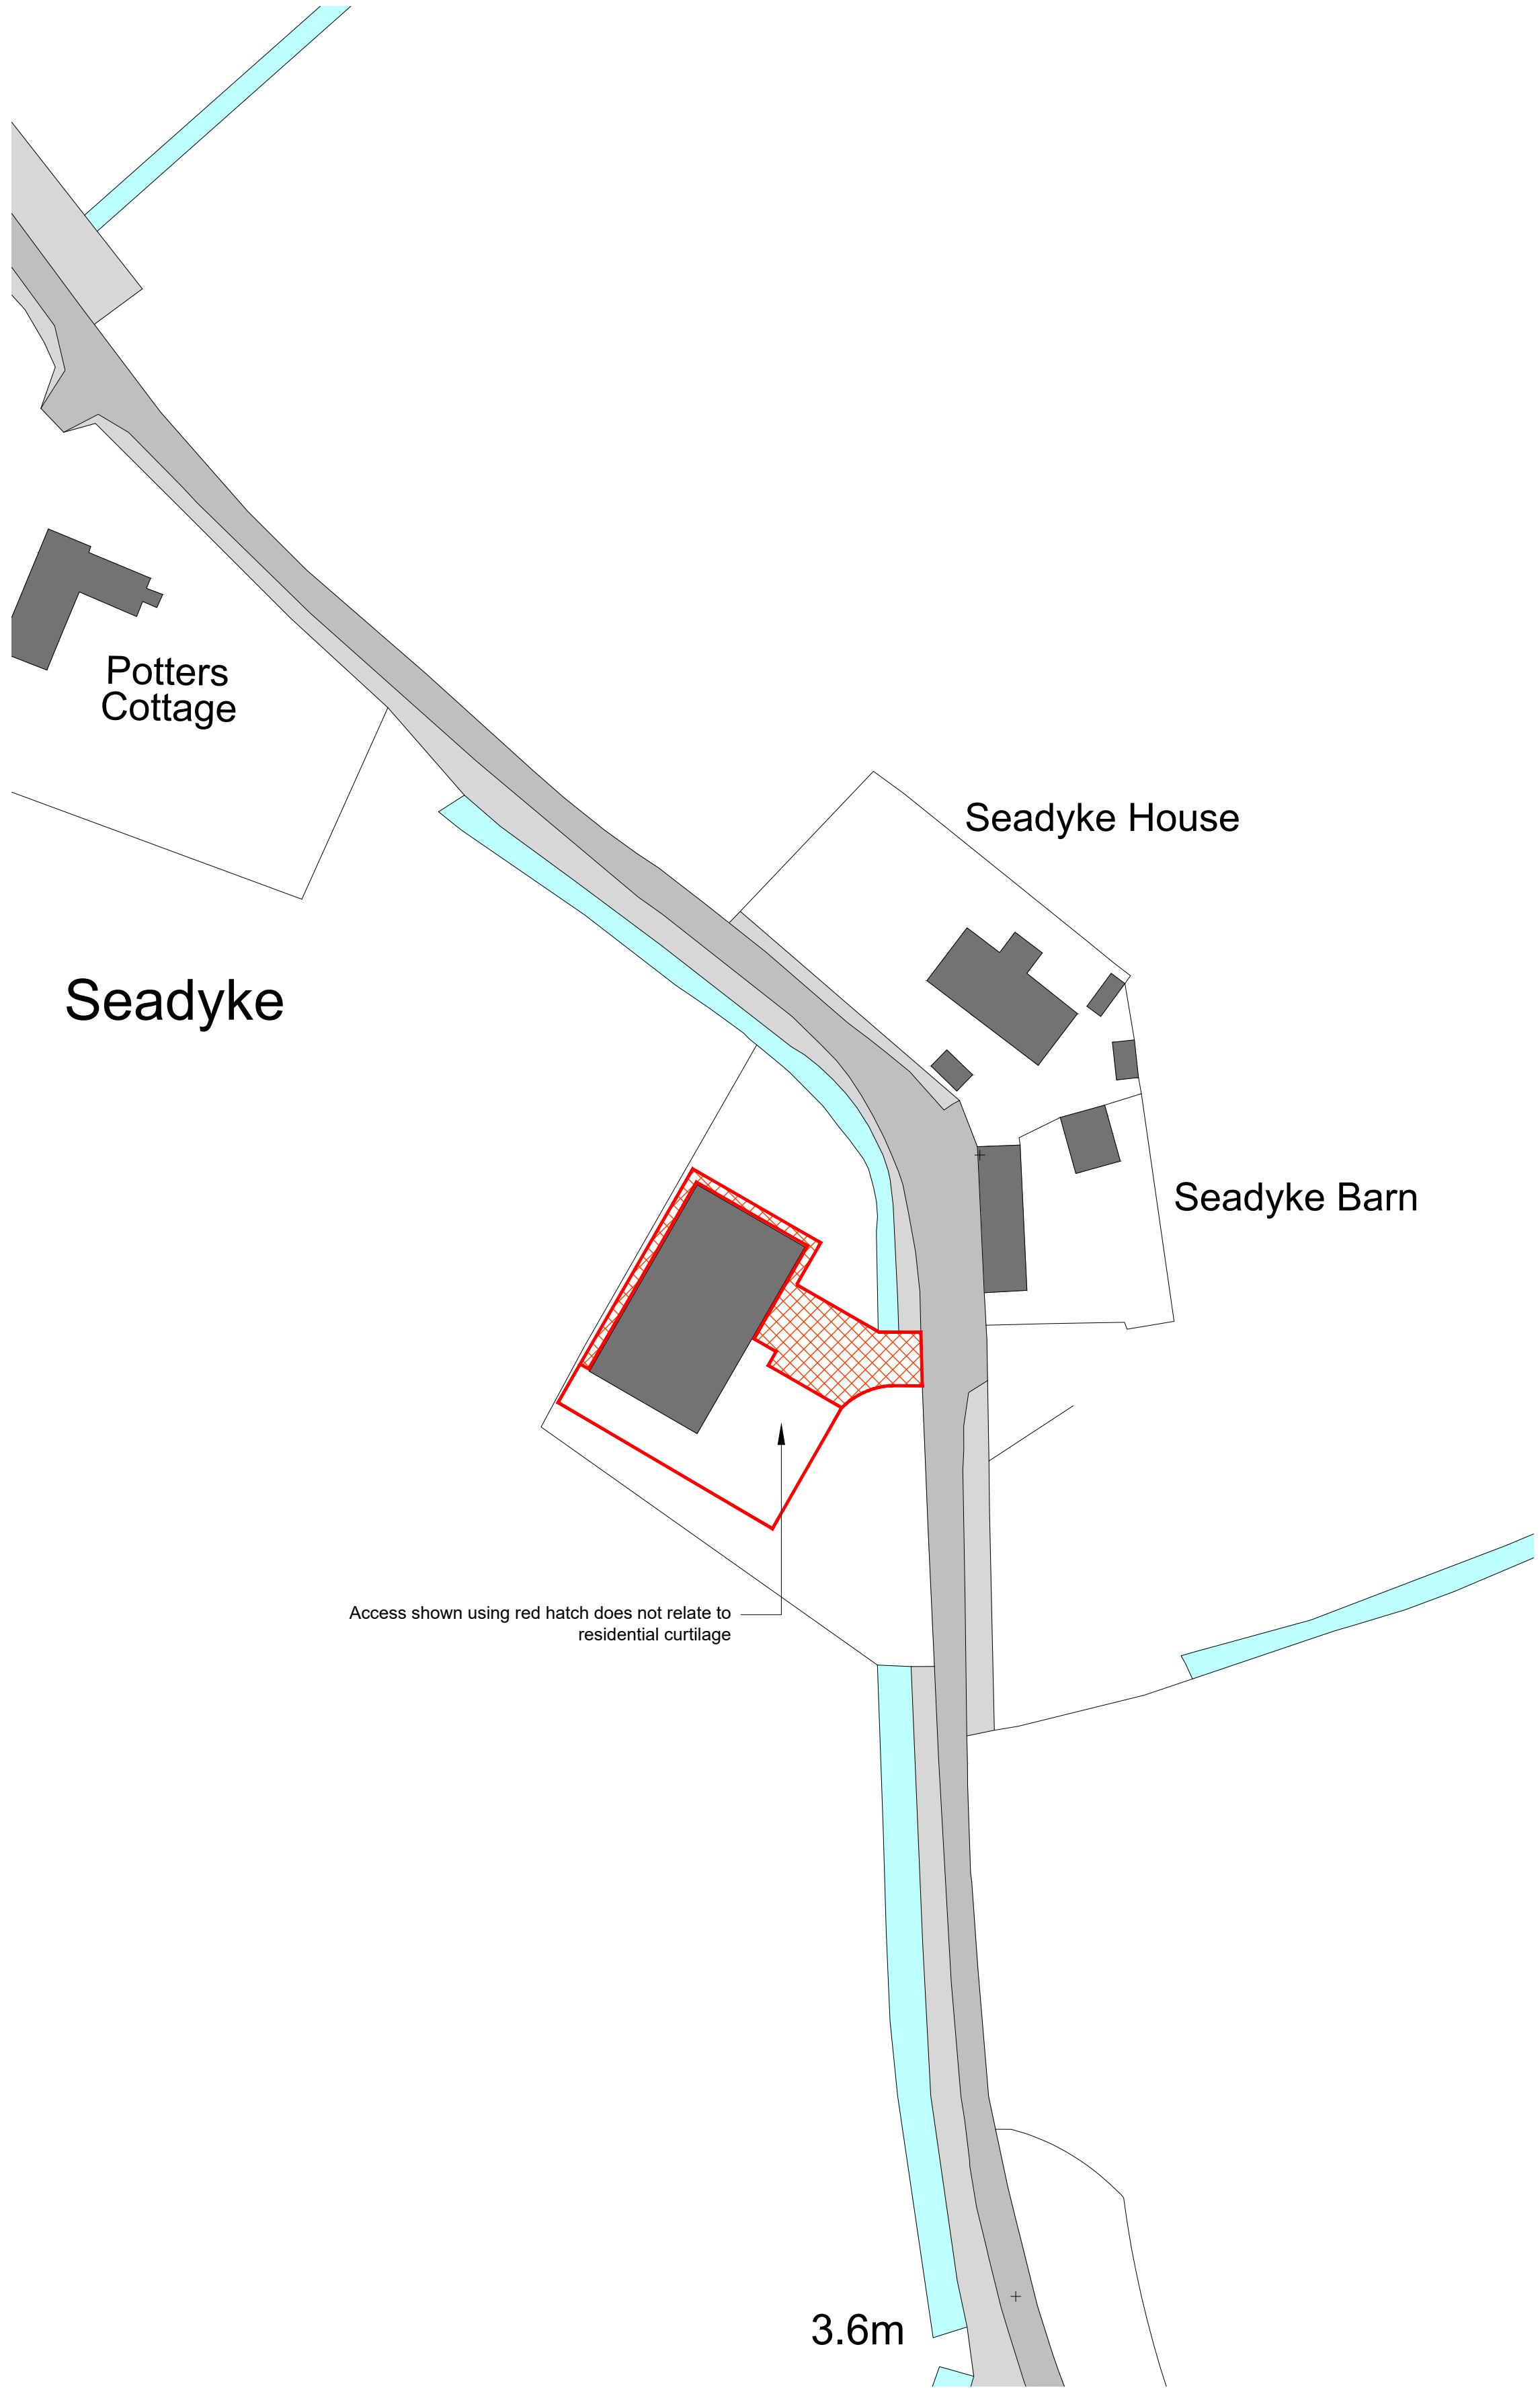 Potters
Cottage
Seadyke House
Seadyke
Seadyke Barn
Access shown using red hatch does not relate to
residential curtilage
3.6m